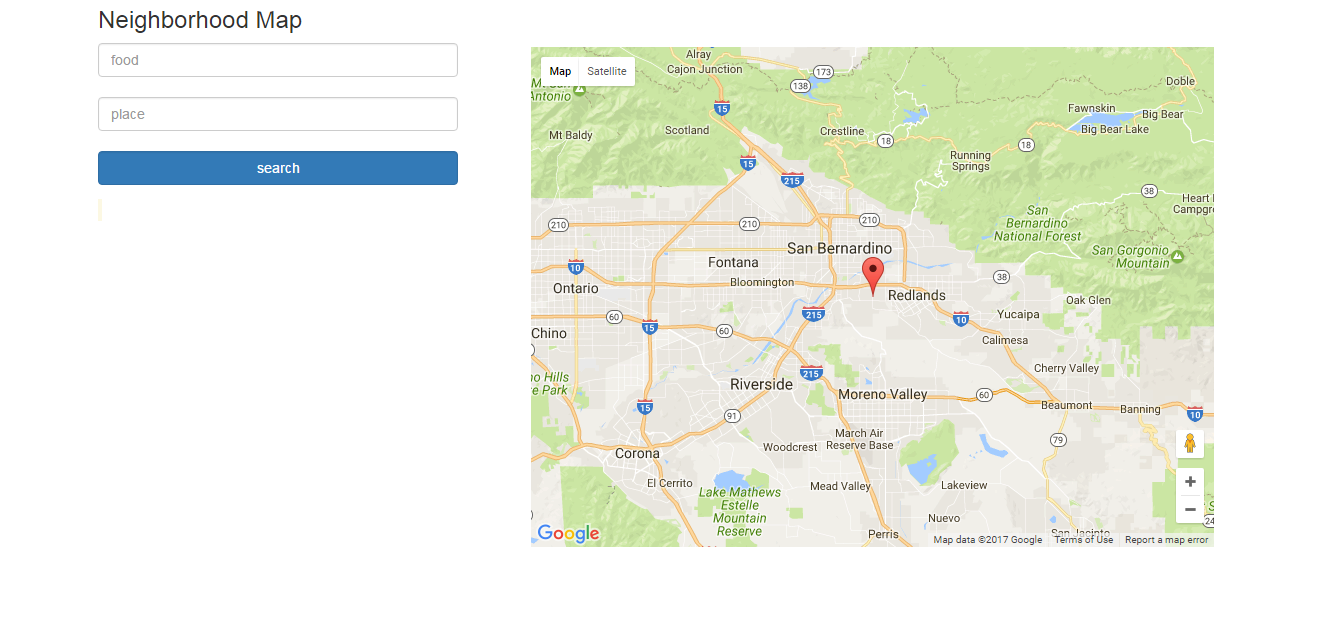 Neighborhood Map
food
place
search
Map Satellite
Alray
Cajon Junction
173
138
Doble
Antonio
15
Fawnskin
Big Bear
Big Bear Lake
Mt Baldy
Scotland
Crestline
18
18
Running
Springs
15
215
38
Heart
Campgr
210
210
210
San
Bernardino
National Forest
San Bernardino
San Gorgonio
Mountain
Fontana
10
Bloomington
38
Ontario
Redlands
Oak Glen
60
15
60
215
10
Yucaipa
Chino
Calimesa
215
Cherry Valley
no Hills
e Park
Riverside
Moreno Valley
60
15
91
Beaumont
Banning
10
March Air
Reserve Base
79
Woodcrest
Corona
El Cerrito
Lake Mathews
Estelle
Mountain
Reserve
Mead Valley
Lakeview
+
−
Nuevo
24
Perris
San Jacinto
Google
Map data ©2017 Google Terms of Use Report a map error